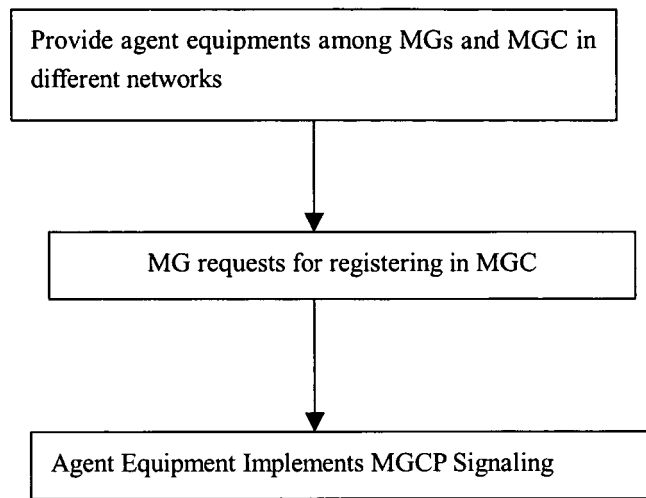 Provide agent equipments among MGs and MGC in
different networks
MG requests for registering in MGC
Agent Equipment Implements MGCP Signaling